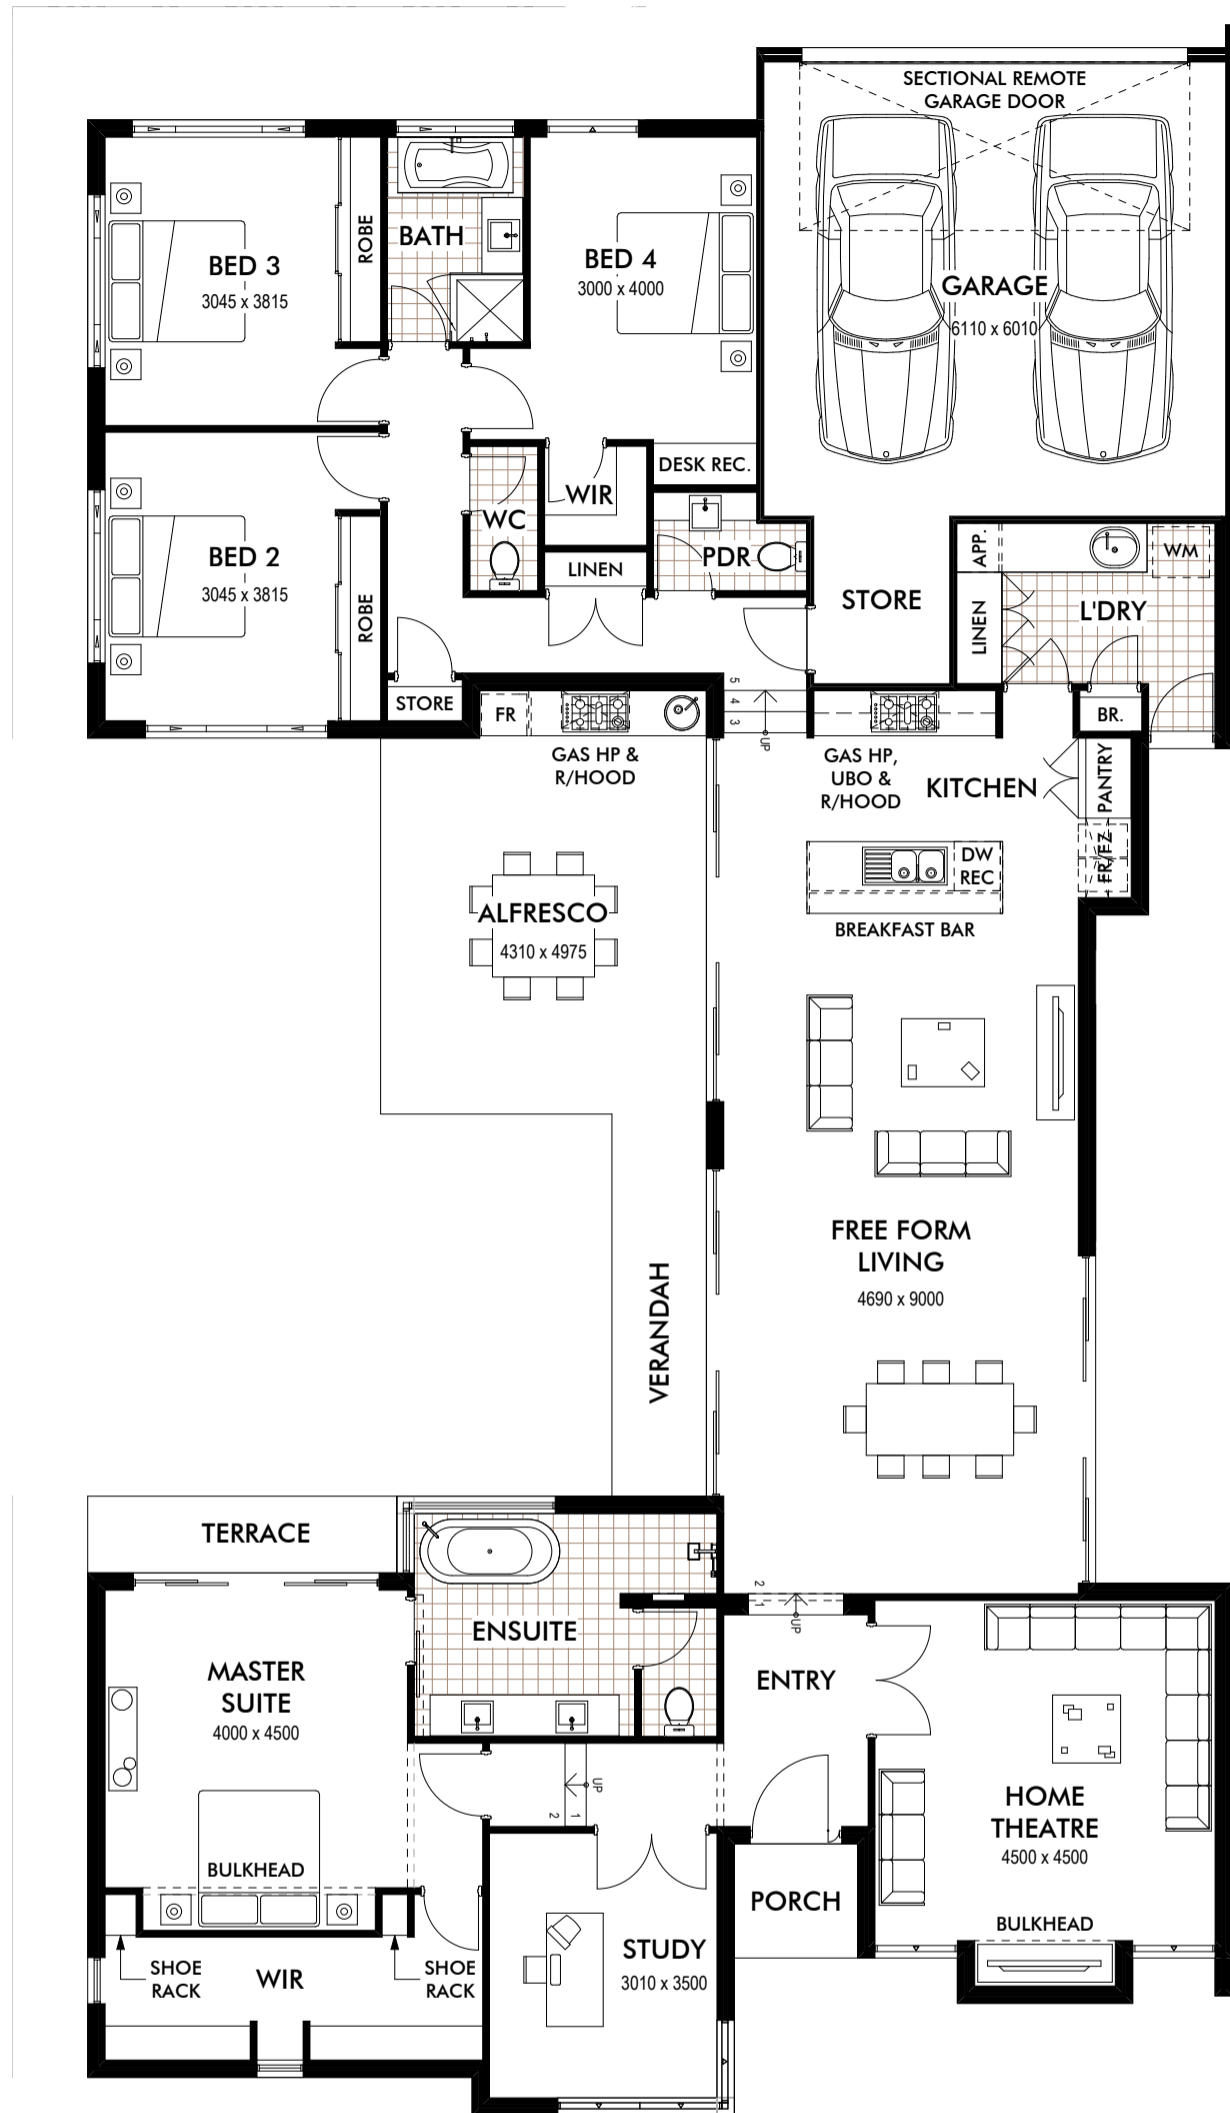 SECTIONAL REMOTE
GARAGE DOOR
BED 3
3045 x 3815
ROBE
BATH
BED 4
3000 x 4000
GARAGE
6110 x 6010
DESK REC.
WIR
WC
PDR
LINEN
BED 2
3045 x 3815
ROBE
STORE
STORE
APP.
WM
LINEN
L'DRY
BR.
FR
GAS HP &
R/HOOD
5
4
3
UP
GAS HP,
UBO &
R/HOOD
KITCHEN
PANTRY
FR/FZ
DW
REC
BREAKFAST BAR
ALFRESCO
4310 x 4975
FREE FORM
LIVING
4690 x 9000
VERANDAH
TERRACE
ENSUITE
MASTER
SUITE
4000 x 4500
2
1
UP
ENTRY
UP
1
2
HOME
THEATRE
4500 x 4500
BULKHEAD
BULKHEAD
PORCH
STUDY
3010 x 3500
SHOE
RACK
WIR
SHOE
RACK